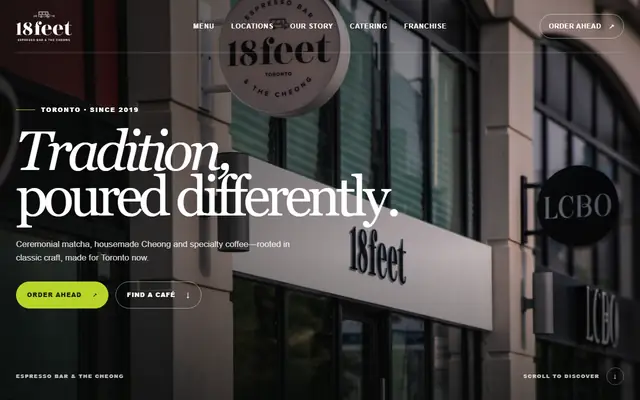 18feet
ESPRESSO BAR & THE CHEONG
MENU
LOCATIONS
OUR STORY
CATERING
FRANCHISE
ORDER AHEAD ↗
ESPRESSO BAR
18feet
TORONTO
& THE CHEONG
TORONTO · SINCE 2019
Tradition,
poured differently.
Ceremonial matcha, housemade Cheong and specialty coffee—rooted in
classic craft, made for Toronto now.
ORDER AHEAD ↗
FIND A CAFÉ ↓
18feet
LCBO
LCBO
ESPRESSO BAR & THE CHEONG
SCROLL TO DISCOVER ↓